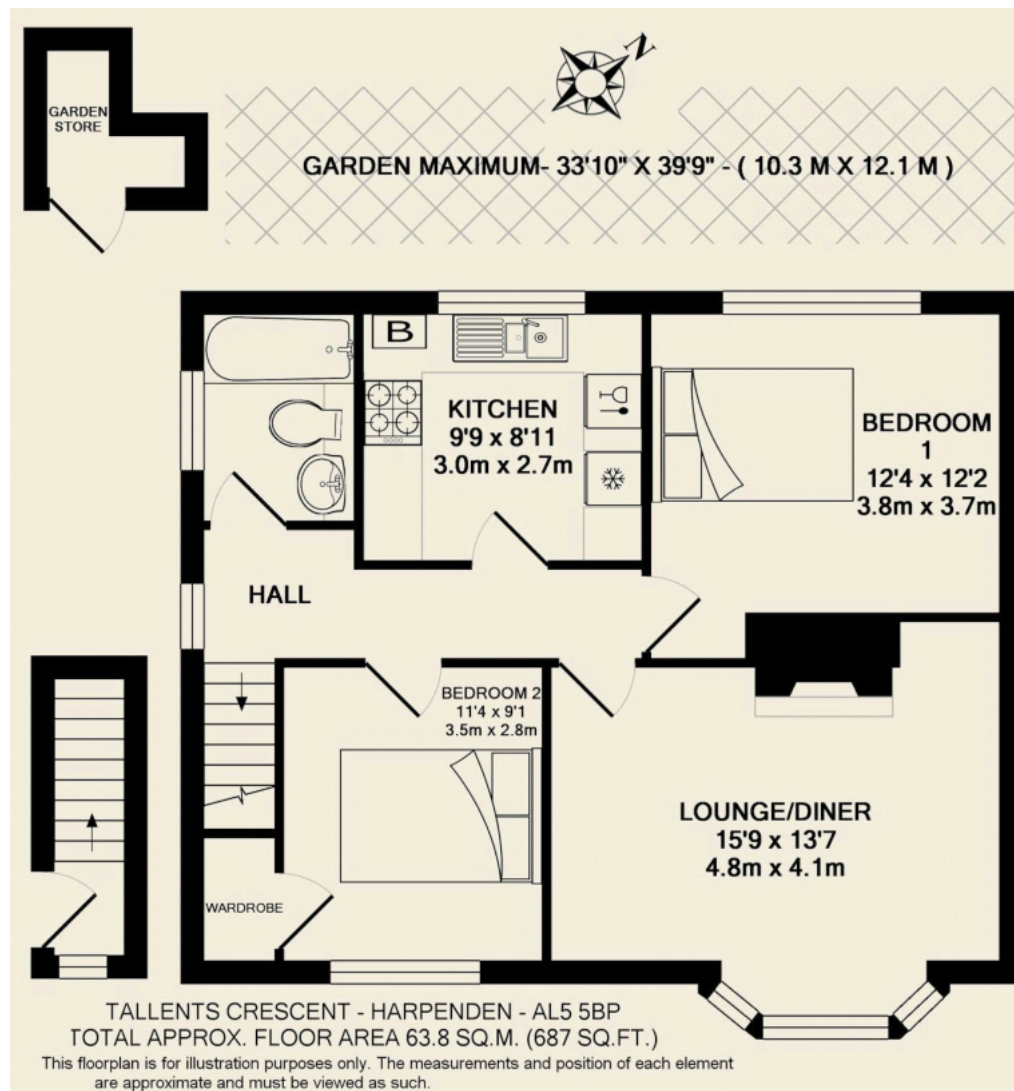 N
GARDEN
STORE
GARDEN MAXIMUM- 33'10" X 39'9" - ( 10.3 M X 12.1 M )
B
KITCHEN
9'9 x 8'11
3.0m x 2.7m
BEDROOM
1
12'4 x 12'2
3.8m x 3.7m
HALL
BEDROOM 2
11'4 x 9'1
3.5m x 2.8m
LOUNGE/DINER
15'9 x 13'7
4.8m x 4.1m
WARDROBE
TALLENTS CRESCENT - HARPENDEN - AL5 5BP
TOTAL APPROX. FLOOR AREA 63.8 SQ.M. (687 SQ.FT.)
This floorplan is for illustration purposes only. The measurements and position of each element
are approximate and must be viewed as such.